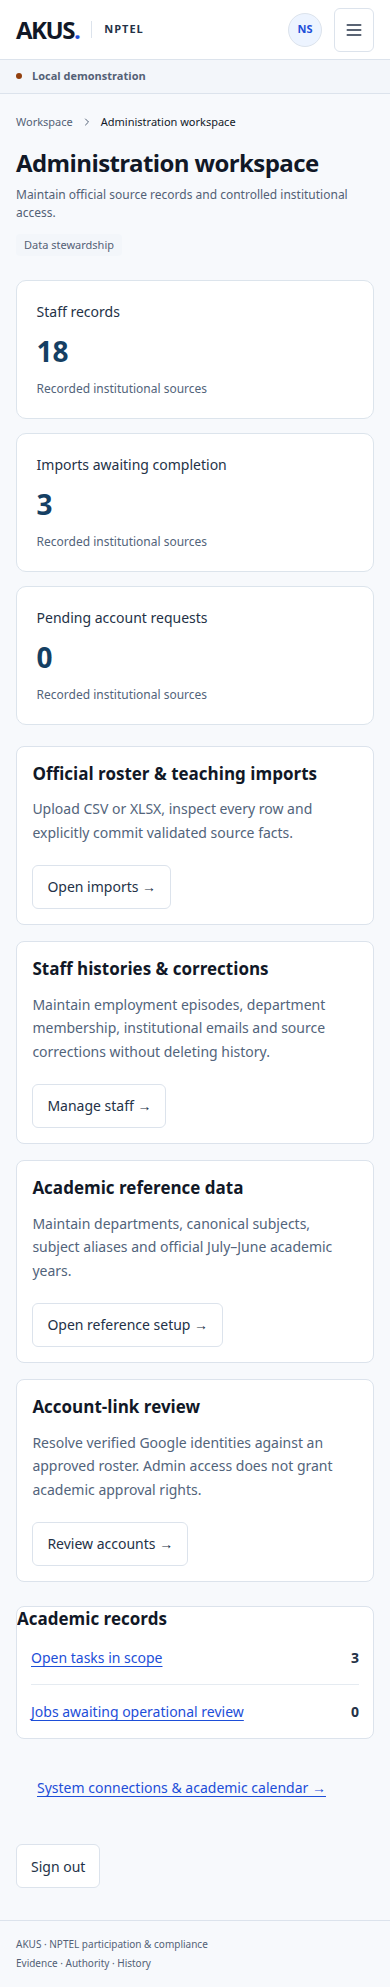 AKUS. NPTEL NS
Local demonstration
Workspace > Administration workspace
Administration workspace
Maintain official source records and controlled institutional
access.
Data stewardship
Staff records
18
Recorded institutional sources
Imports awaiting completion
3
Recorded institutional sources
Pending account requests
0
Recorded institutional sources
Official roster & teaching imports
Upload CSV or XLSX, inspect every row and
explicitly commit validated source facts.
Open imports →
Staff histories & corrections
Maintain employment episodes, department
membership, institutional emails and source
corrections without deleting history.
Manage staff →
Academic reference data
Maintain departments, canonical subjects,
subject aliases and official July–June academic
years.
Open reference setup →
Account-link review
Resolve verified Google identities against an
approved roster. Admin access does not grant
academic approval rights.
Review accounts →
Academic records
Open tasks in scope 3
Jobs awaiting operational review 0
System connections & academic calendar →
Sign out
AKUS · NPTEL participation & compliance
Evidence · Authority · History